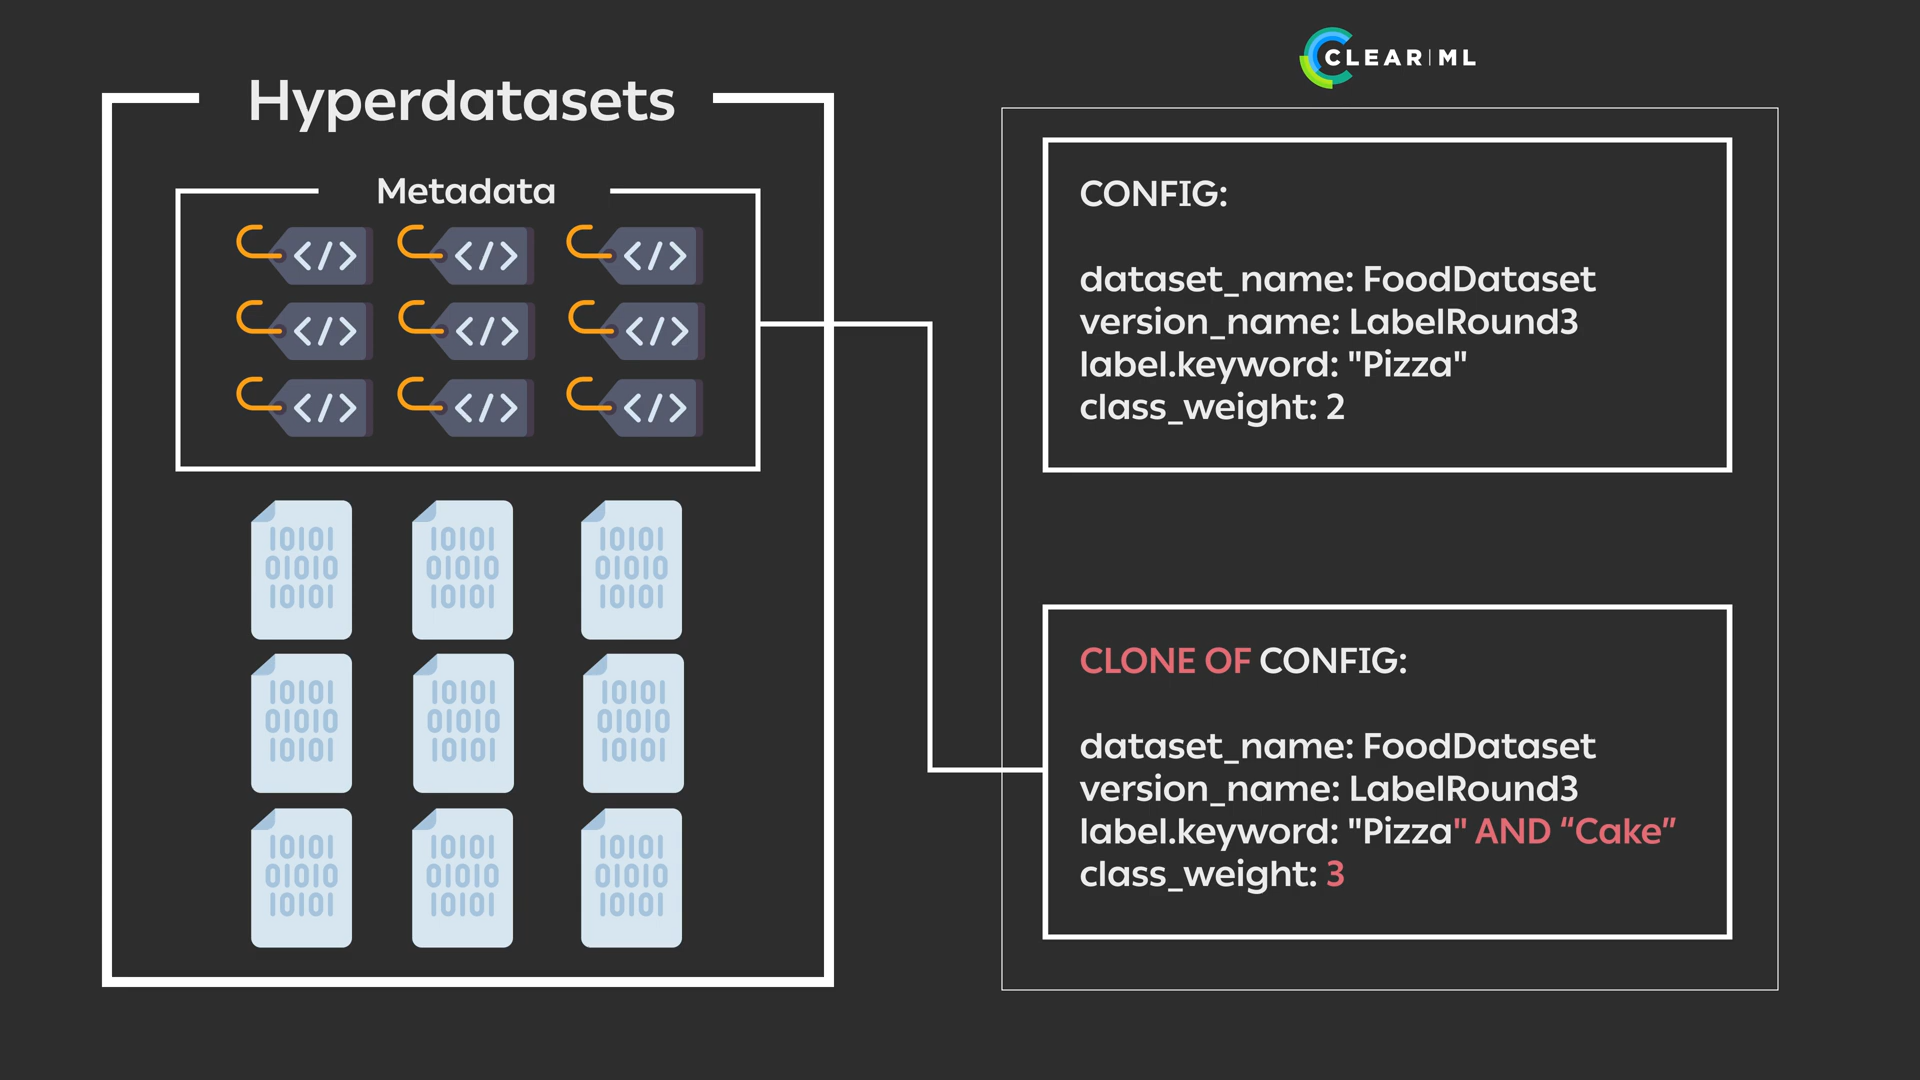 Hyperdatasets
Metadata
</>
</>
</>
</>
</>
</>
</>
</>
</>
10101
01010
10101
10101
01010
10101
10101
01010
10101
10101
01010
10101
10101
01010
10101
10101
01010
10101
10101
01010
10101
10101
01010
10101
10101
01010
10101
CLEAR|ML
CONFIG:
dataset_name: FoodDataset
version_name: LabelRound3
label.keyword: "Pizza"
class_weight: 2
CLONE OF CONFIG:
dataset_name: FoodDataset
version_name: LabelRound3
label.keyword: "Pizza" AND “Cake”
class_weight: 3